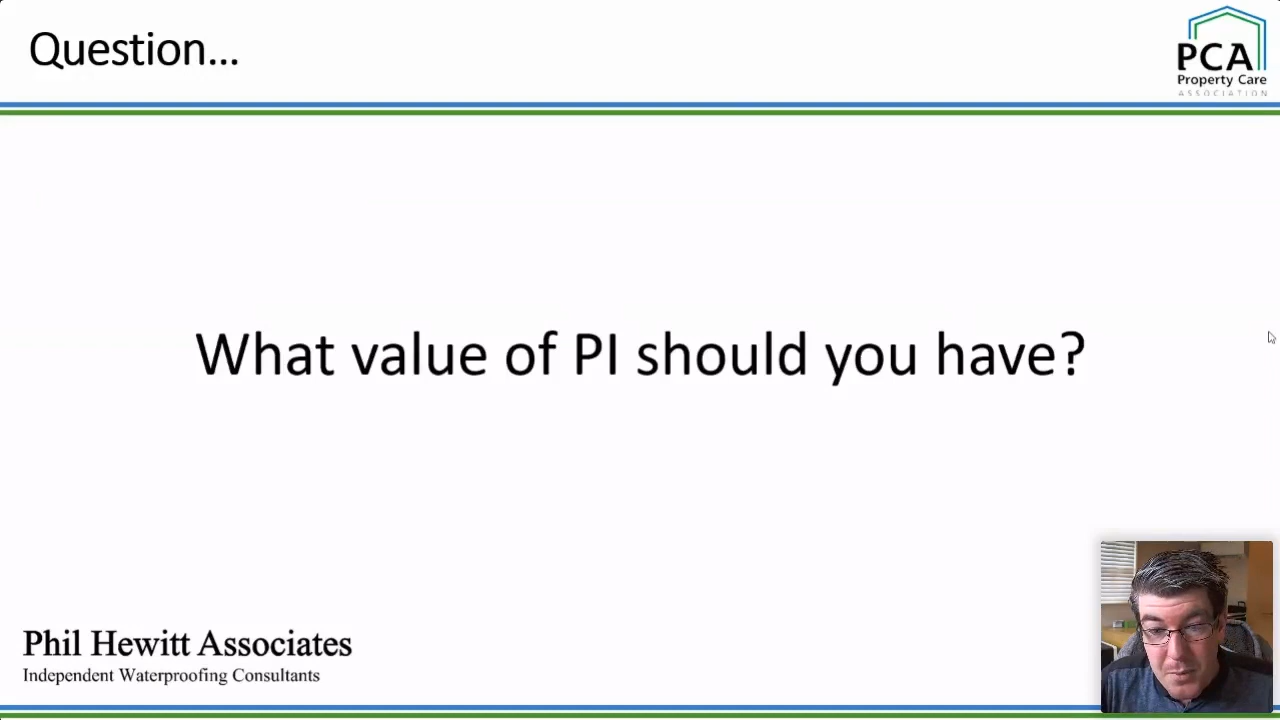 Question...
PCA
Property Care
ASSOCIATION
What value of PI should you have?
Phil Hewitt Associates
Independent Waterproofing Consultants